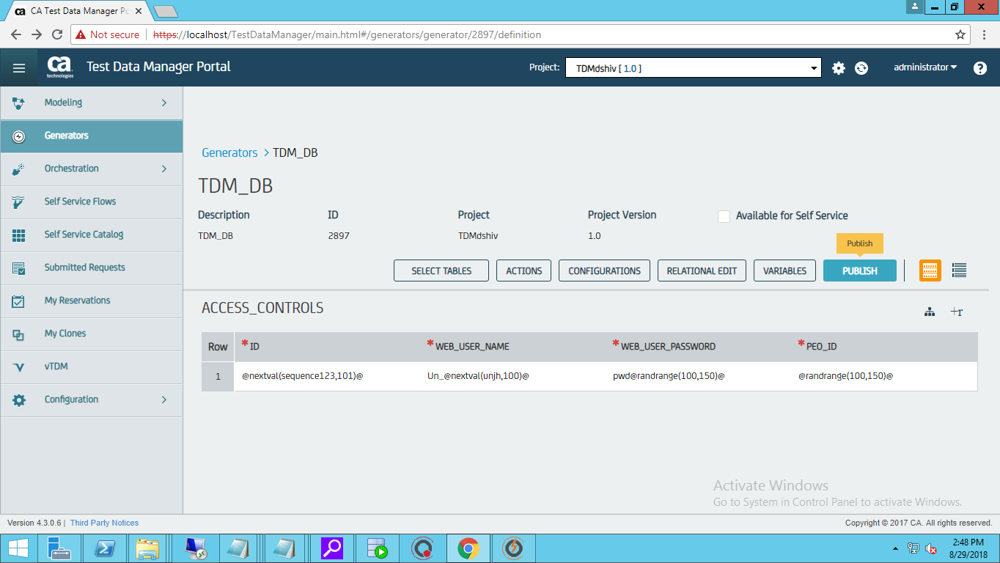 CA Test Data Manager Po
Not secure | https://localhost/TestDataManager/main.html#/generators/generator/2897/definition
ca technologies Test Data Manager Portal Project: TDMdshiv [ 1.0 ] administrator ?
Modeling
Generators
Orchestration
Self Service Flows
Self Service Catalog
Submitted Requests
My Reservations
My Clones
vTDM
Configuration
Generators > TDM_DB
TDM_DB
Description ID Project Project Version Available for Self Service
TDM_DB 2897 TDMdshiv 1.0
Publish
SELECT TABLES ACTIONS CONFIGURATIONS RELATIONAL EDIT VARIABLES PUBLISH
ACCESS_CONTROLS +r
Row * ID * WEB_USER_NAME * WEB_USER_PASSWORD * PEO_ID
1 @nextval(sequence123,101)@ Un_@nextval(unjh,100)@ pwd@randrange(100,150)@ @randrange(100,150)@
Activate Windows
Go to System in Control Panel to activate Windows.
Version 4.3.0.6 | Third Party Notices Copyright © 2017 CA. All rights reserved.
2:48 PM
8/29/2018